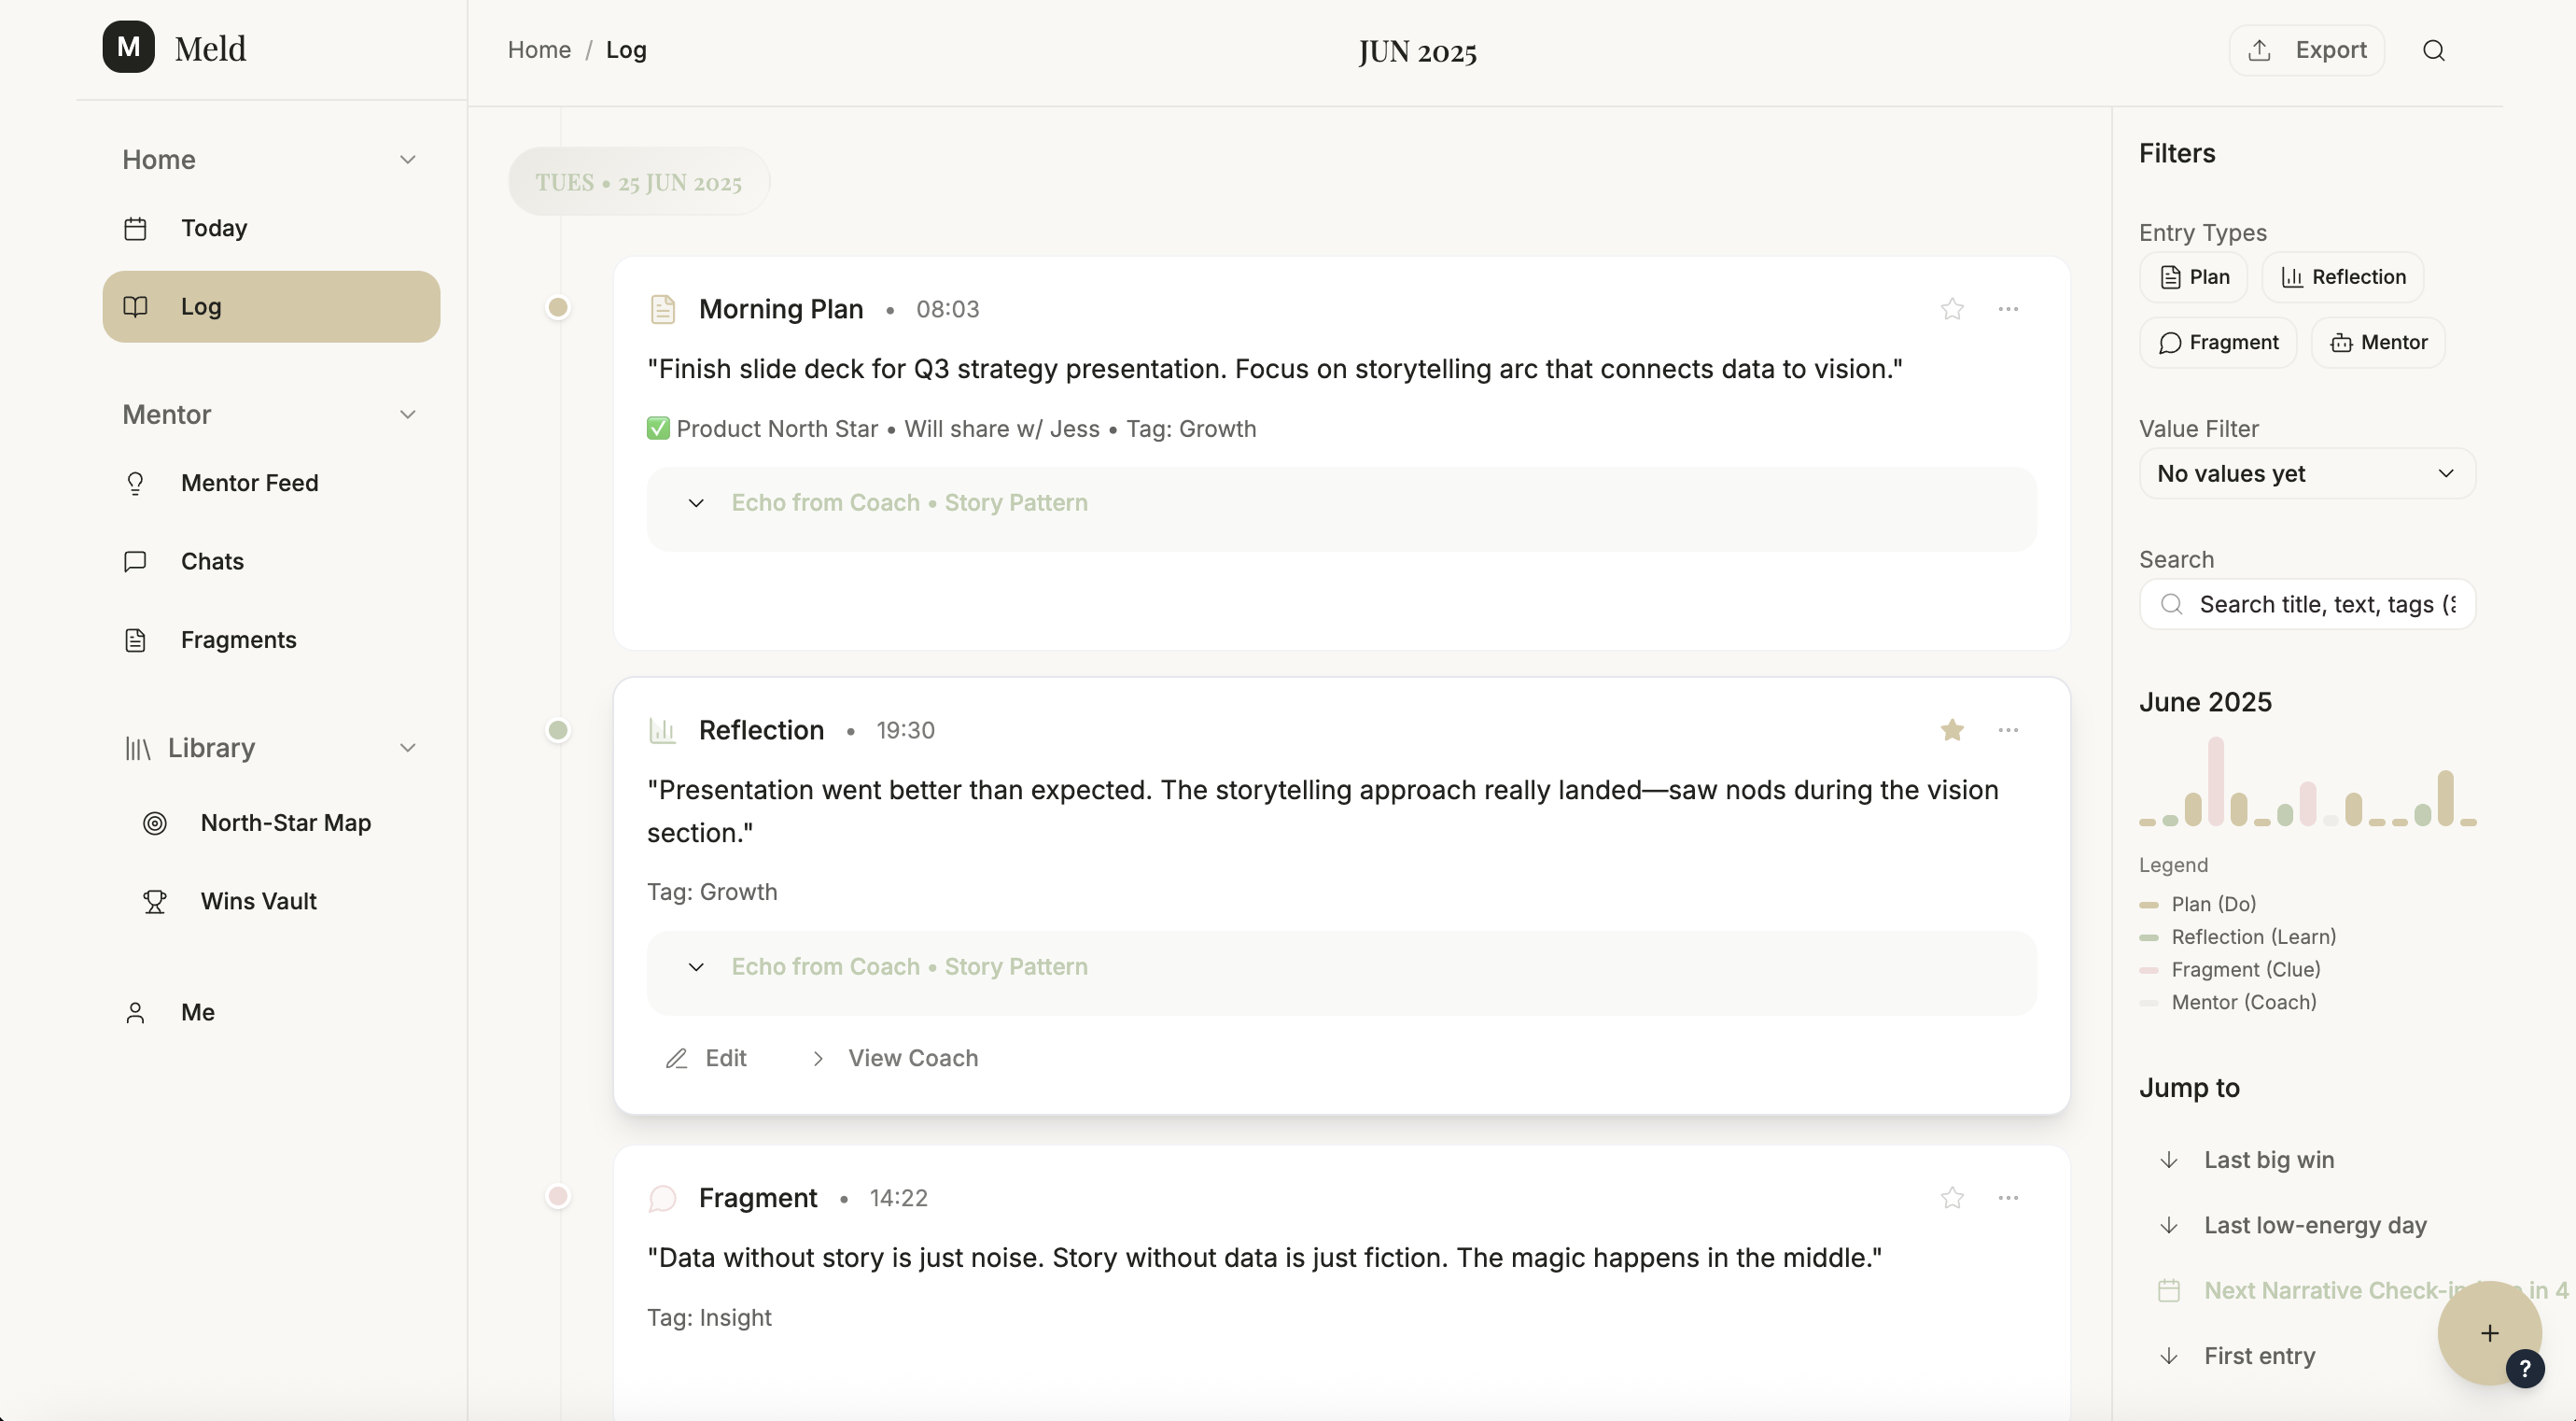 M Meld
Home / Log
JUN 2025
Export
Home
Today
Log
Mentor
Mentor Feed
Chats
Fragments
Library
North-Star Map
Wins Vault
Me
TUES • 25 JUN 2025
Morning Plan • 08:03
"Finish slide deck for Q3 strategy presentation. Focus on storytelling arc that connects data to vision."
✅ Product North Star • Will share w/ Jess • Tag: Growth
Echo from Coach • Story Pattern
Reflection • 19:30
"Presentation went better than expected. The storytelling approach really landed—saw nods during the vision
section."
Tag: Growth
Echo from Coach • Story Pattern
Edit
View Coach
Fragment • 14:22
"Data without story is just noise. Story without data is just fiction. The magic happens in the middle."
Tag: Insight
Filters
Entry Types
Plan
Reflection
Fragment
Mentor
Value Filter
No values yet
Search
Search title, text, tags (
June 2025
Legend
Plan (Do)
Reflection (Learn)
Fragment (Clue)
Mentor (Coach)
Jump to
Last big win
Last low-energy day
Next Narrative in 4
First entry
+
?